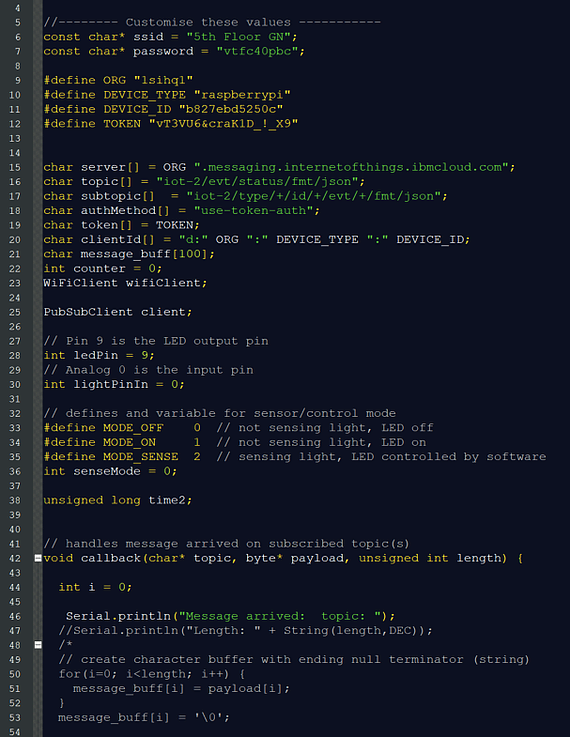 4
5 //-------- Customise these values -----------
6 const char* ssid = "5th Floor GN";
7 const char* password = "vtfc40pbc";
8
9 #define ORG "lsihql"
10 #define DEVICE_TYPE "raspberrypi"
11 #define DEVICE_ID "b827ebd5250c"
12 #define TOKEN "vT3VU6&craK1D_!_X9"
13
14
15 char server[] = ORG ".messaging.internetofthings.ibmcloud.com";
16 char topic[] = "iot-2/evt/status/fmt/json";
17 char subtopic[]  = "iot-2/type/+/id/+/evt/+/fmt/json";
18 char authMethod[] = "use-token-auth";
19 char token[] = TOKEN;
20 char clientId[] = "d:" ORG ":" DEVICE_TYPE ":" DEVICE_ID;
21 char message_buff[100];
22 int counter = 0;
23 WiFiClient wifiClient;
24
25 PubSubClient client;
26
27 // Pin 9 is the LED output pin
28 int ledPin = 9;
29 // Analog 0 is the input pin
30 int lightPinIn = 0;
31
32 // defines and variable for sensor/control mode
33 #define MODE_OFF    0  // not sensing light, LED off
34 #define MODE_ON     1  // not sensing light, LED on
35 #define MODE_SENSE  2  // sensing light, LED controlled by software
36 int senseMode = 0;
37
38 unsigned long time2;
39
40
41 // handles message arrived on subscribed topic(s)
42 void callback(char* topic, byte* payload, unsigned int length) {
43
44   int i = 0;
45
46    Serial.println("Message arrived:  topic: ");
47   //Serial.println("Length: " + String(length,DEC));
48   /*
49   // create character buffer with ending null terminator (string)
50   for(i=0; i<length; i++) {
51     message_buff[i] = payload[i];
52   }
53   message_buff[i] = '\0';
54